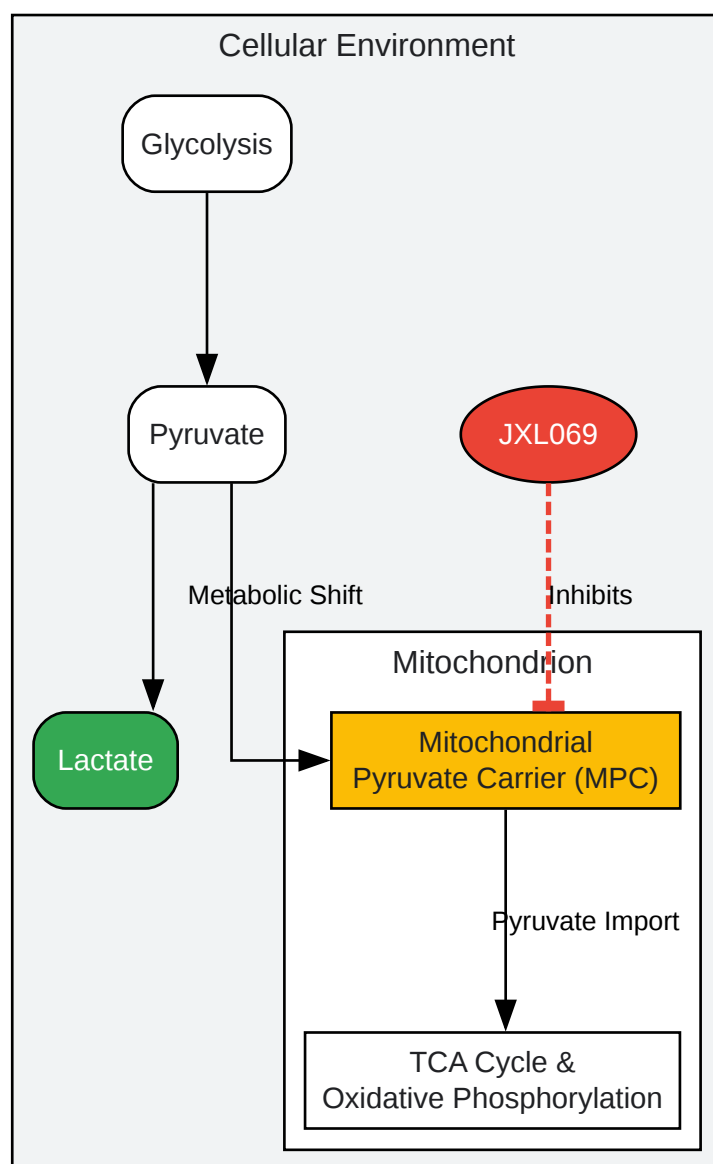 Cellular Environment
Glycolysis
Pyruvate
JXL069
Metabolic Shift
Inhibits
Mitochondrion
Lactate
Mitochondrial
Pyruvate Carrier (MPC)
Pyruvate Import
TCA Cycle &
Oxidative Phosphorylation